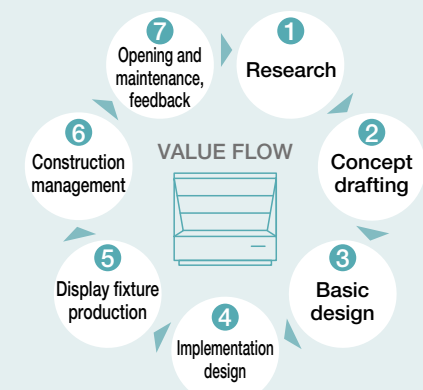 VALUE FLOW
1
Research
2
Concept
drafting
3
Basic
design
4
Implementation
design
5
Display fixture
production
6
Construction
management
7
Opening and
maintenance,
feedback